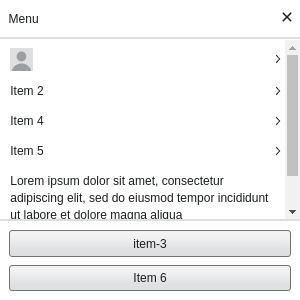 Menu
Item 2
Item 4
Item 5
Lorem ipsum dolor sit amet, consectetur
adipiscing elit, sed do eiusmod tempor incididunt
ut labore et dolore magna aliqua
item-3
Item 6